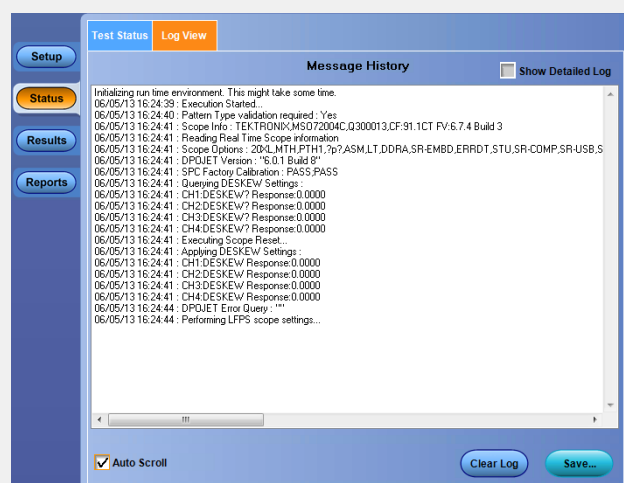 Test Status
Log View
Setup
Status
Results
Reports
Message History
Show Detailed Log
Initializing run time environment. This might take some time.
06/05/13 16:24:39 : Execution Started...
06/05/13 16:24:40 : Pattern Type validation required : Yes
06/05/13 16:24:41 : Scope Info : TEKTRONIX,MSO72004C,Q300013,CF:91.1CT FV:6.7.4 Build 3
06/05/13 16:24:41 : Reading Real Time Scope information
06/05/13 16:24:41 : Scope Options : 20XL,MTH,PTH1,?p?,ASM,LT,DDRA,SR-EMBD,ERRDT,STU,SR-COMP,SR-USB,S
06/05/13 16:24:41 : DPOJET Version : "6.0.1 Build 8"
06/05/13 16:24:41 : SPC Factory Calibration : PASS;PASS
06/05/13 16:24:41 : Querying DESKEW Settings :
06/05/13 16:24:41 : CH1:DESKEW? Response:0.0000
06/05/13 16:24:41 : CH2:DESKEW? Response:0.0000
06/05/13 16:24:41 : CH3:DESKEW? Response:0.0000
06/05/13 16:24:41 : CH4:DESKEW? Response:0.0000
06/05/13 16:24:41 : Executing Scope Reset...
06/05/13 16:24:41 : Applying DESKEW Settings :
06/05/13 16:24:41 : CH1:DESKEW Response:0.0000
06/05/13 16:24:41 : CH2:DESKEW Response:0.0000
06/05/13 16:24:41 : CH3:DESKEW Response:0.0000
06/05/13 16:24:41 : CH4:DESKEW Response:0.0000
06/05/13 16:24:44 : DPOJET Error Query : '""'
06/05/13 16:24:44 : Performing LFPS scope settings...
Auto Scroll
Clear Log
Save...